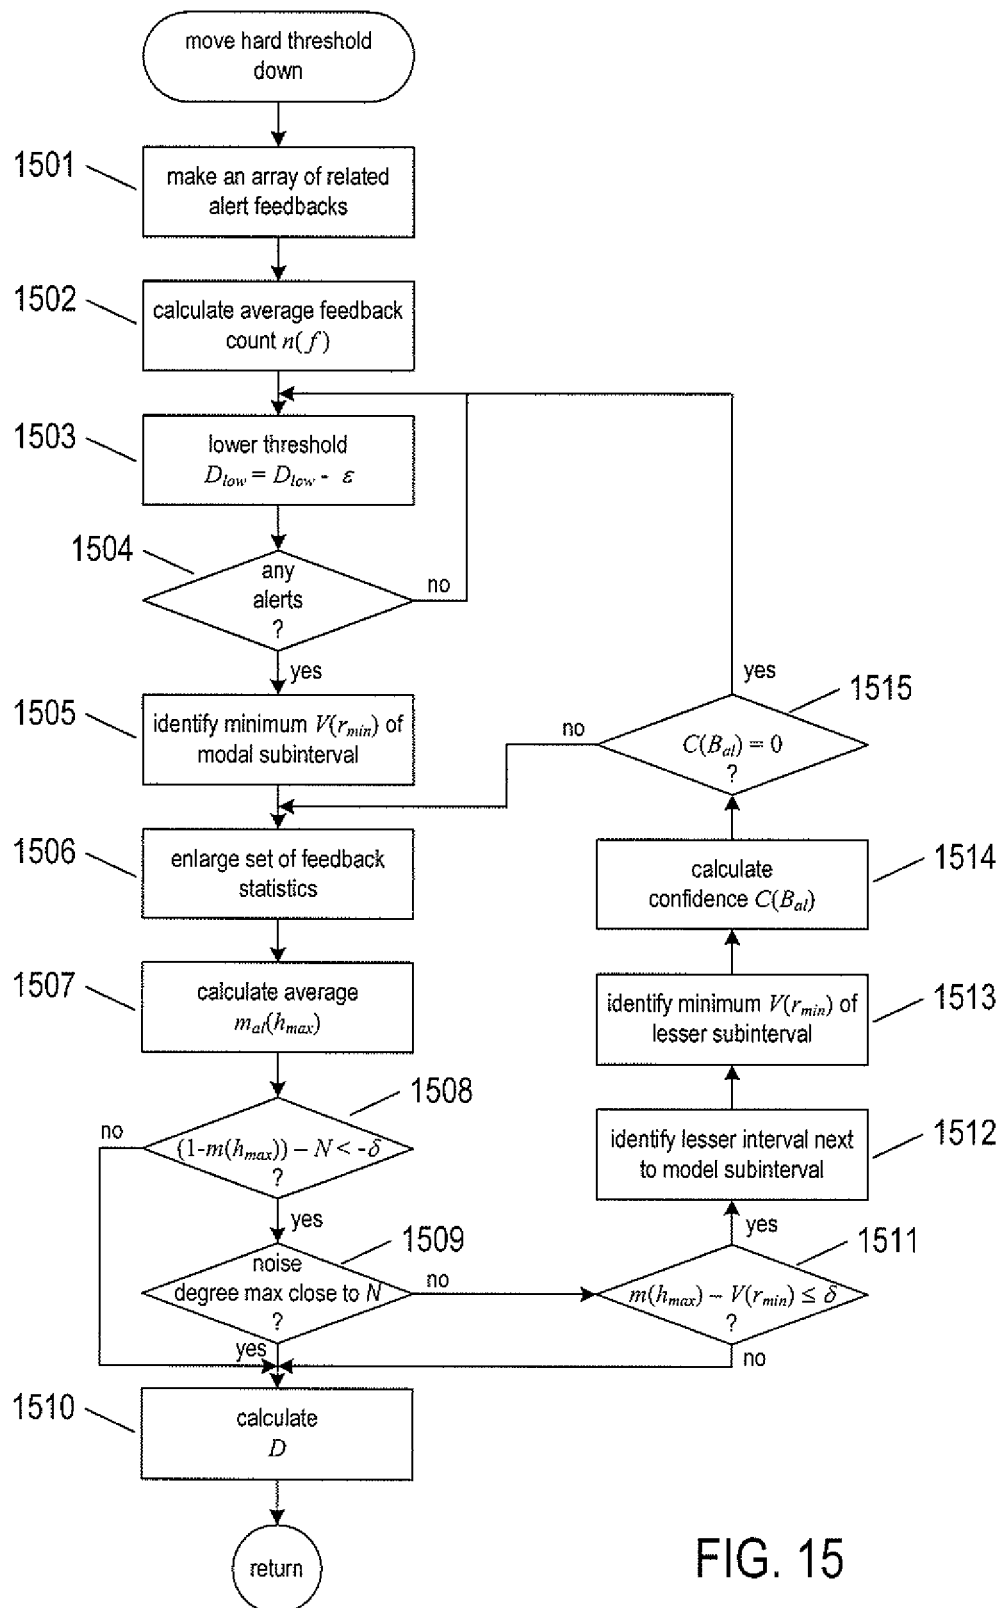 move hard threshold
down
1501
make an array of related
alert feedbacks
1502
calculate average feedback
count n( f )
1503
lower threshold
D_low = D_low - ε
1504
any
alerts
?
no
yes
1505
identify minimum V(r_min) of
modal subinterval
1506
enlarge set of feedback
statistics
1507
calculate average
m_al(h_max)
1508
(1-m(h_max)) – N < -δ
?
no
yes
1509
noise
degree max close to N
?
no
yes
1510
calculate
D
return
1511
m(h_max) – V(r_min) ≤ δ
?
yes
no
1512
identify lesser interval next
to model subinterval
1513
identify minimum V(r_min) of
lesser subinterval
1514
calculate
confidence C(B_al)
1515
C(B_al) = 0
?
yes
no
FIG. 15